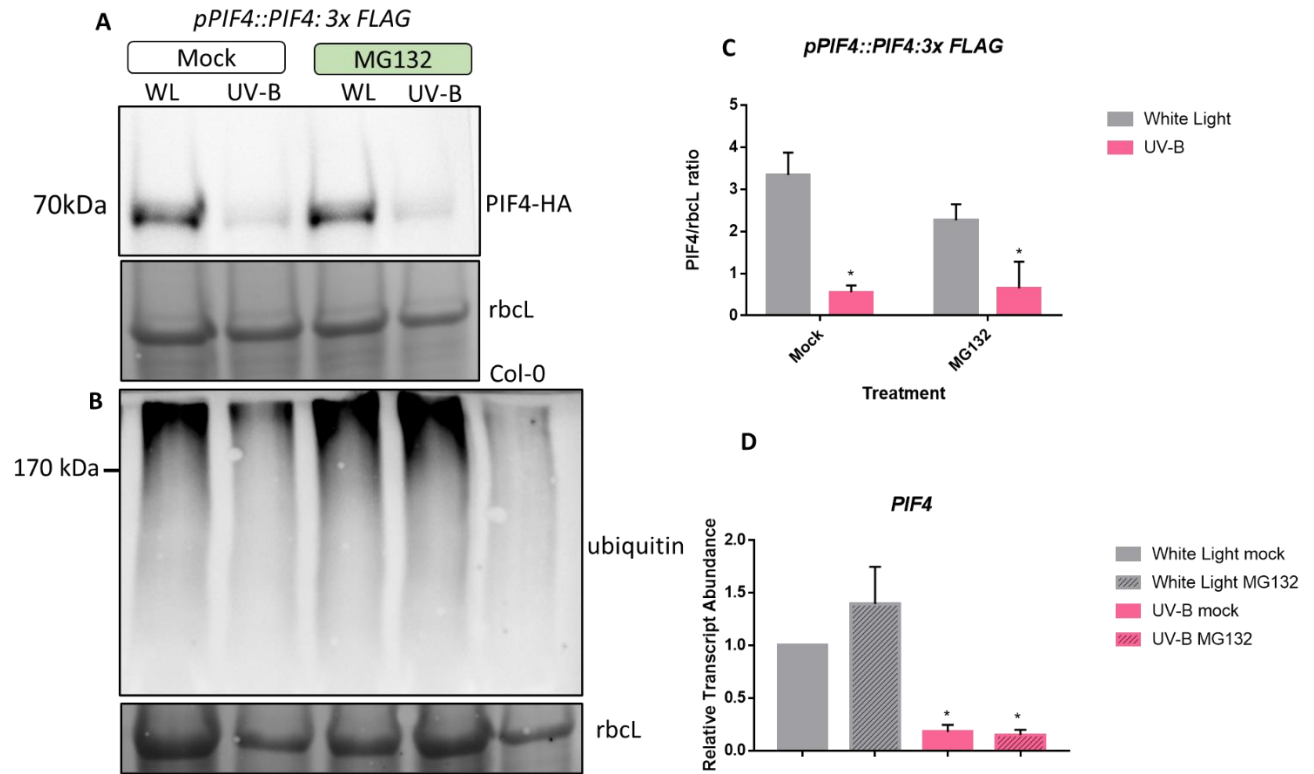 A
pPIF4::PIF4: 3x FLAG
Mock MG132
WL UV-B WL UV-B
70kDa
PIF4-HA
rbcL
Col-0
B
170 kDa
ubiquitin
rbcL
C
pPIF4::PIF4:3x FLAG
PIF4/rbcL ratio
5
4
3
2
1
0
Mock
MG132
Treatment
White Light
UV-B
D
PIF4
Relative Transcript Abundance
2.0
1.5
1.0
0.5
0.0
* *
* *
White Light mock
White Light MG132
UV-B mock
UV-B MG132